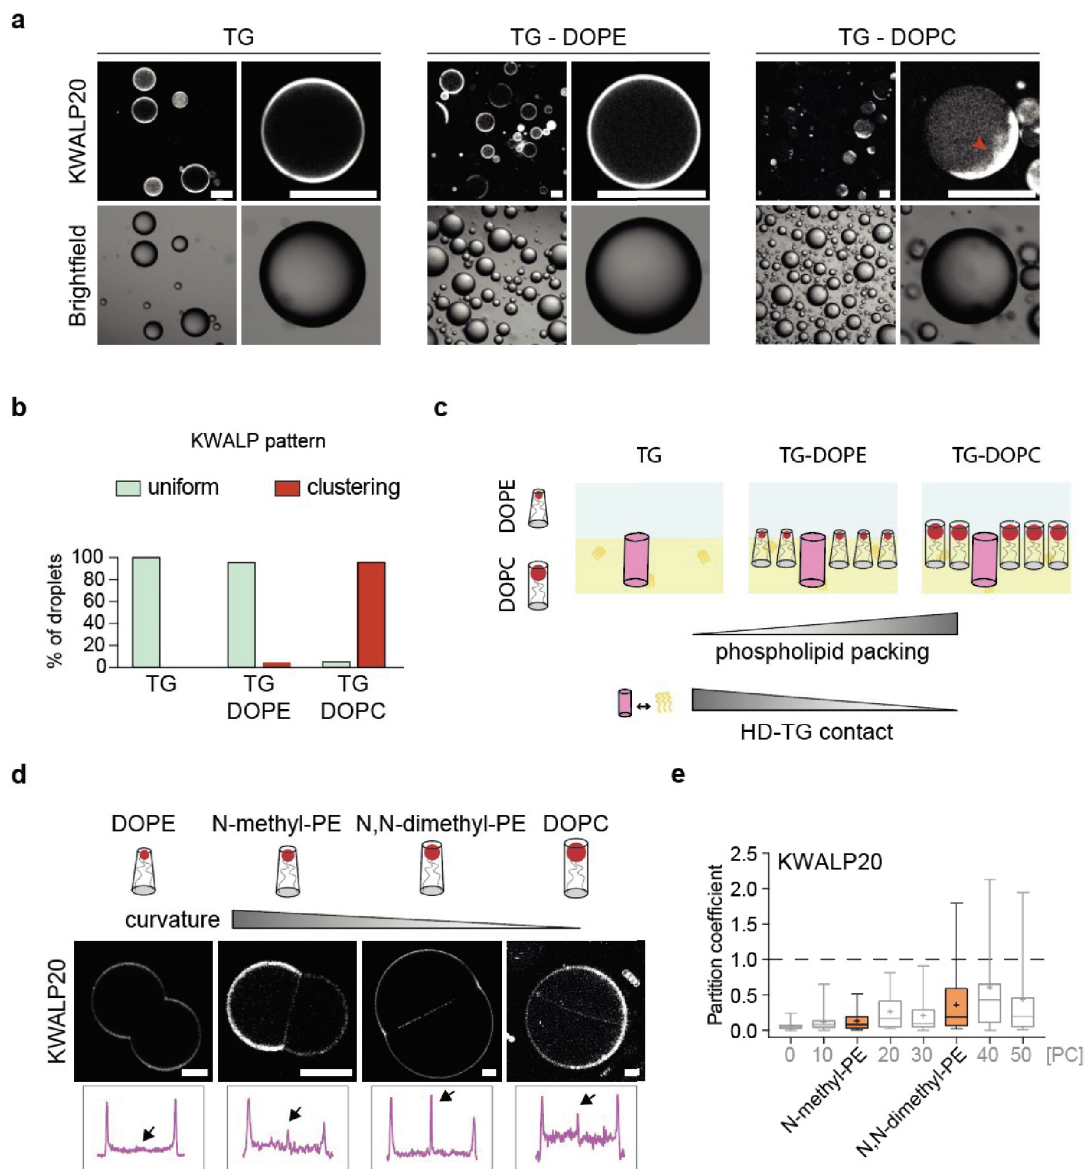 a
TG
TG - DOPE
TG - DOPC
KWALP20
Brightfield
b
KWALP pattern
uniform
clustering
% of droplets
100
80
60
40
20
0
TG
TG
DOPE
TG
DOPC
c
TG
TG-DOPE
TG-DOPC
DOPE
DOPC
phospholipid packing
HD-TG contact
d
DOPE
N-methyl-PE
N,N-dimethyl-PE
DOPC
curvature
KWALP20
e
KWALP20
Partition coefficient
2.5
2.0
1.5
1.0
0.5
0.0
0
10
N-methyl-PE
20
30
N,N-dimethyl-PE
40
50
[PC]